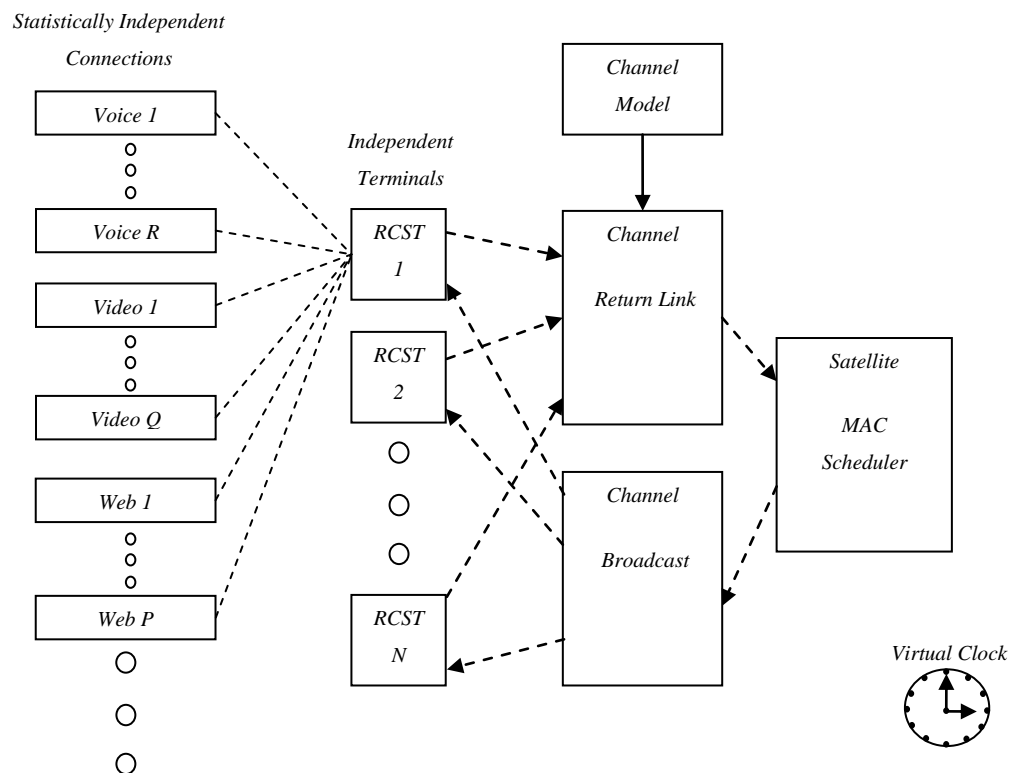 Statistically Independent
Connections
Voice 1
Voice R
Video 1
Video Q
Web 1
Web P
Independent
Terminals
RCST
1
RCST
2
RCST
N
Channel
Model
Channel
Return Link
Channel
Broadcast
Satellite
MAC
Scheduler
Virtual Clock